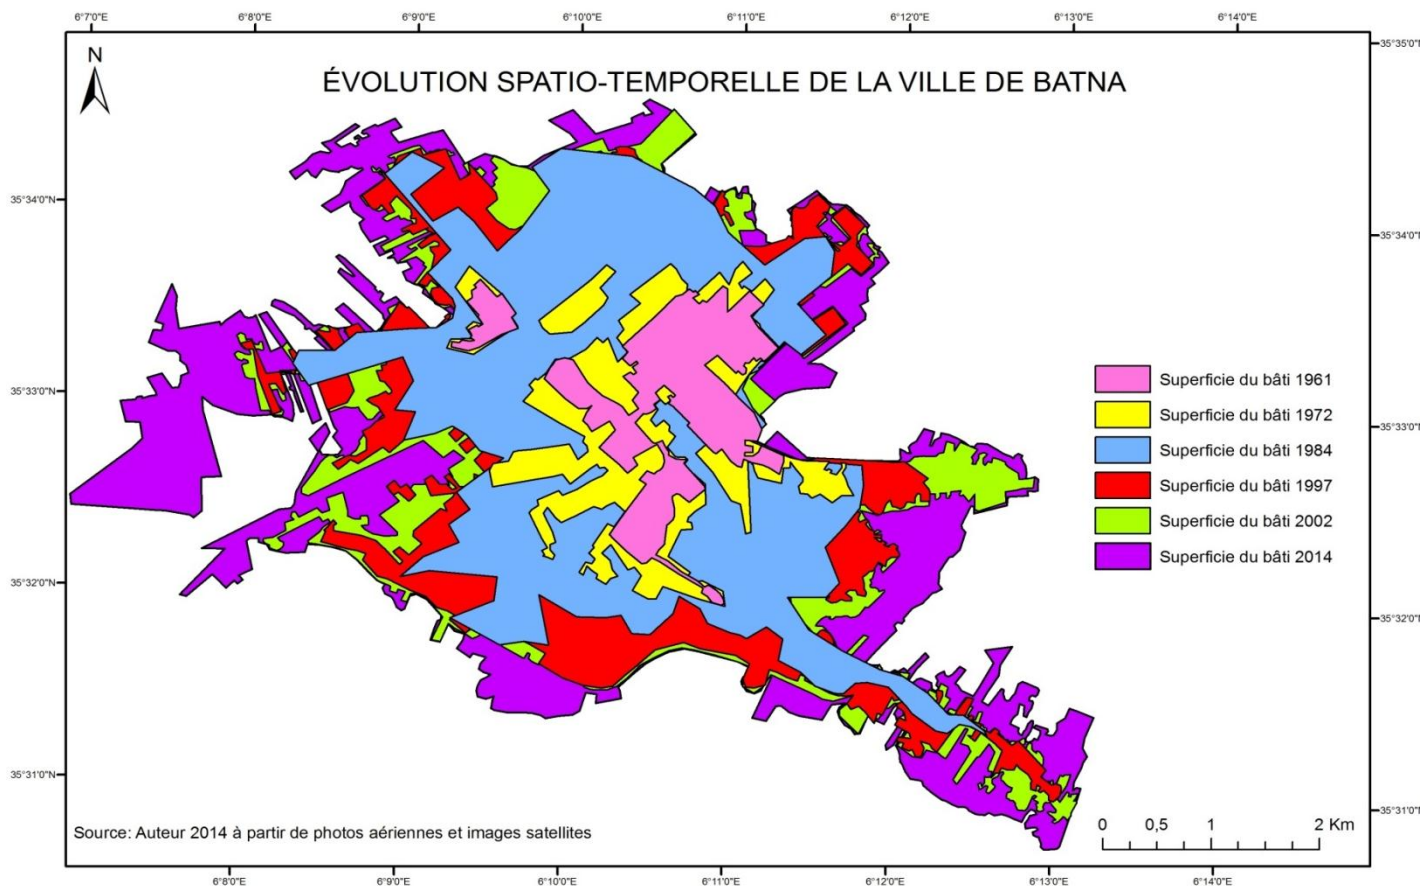 6°7'0"E 6°8'0"E 6°9'0"E 6°10'0"E 6°11'0"E 6°12'0"E 6°13'0"E 6°14'0"E
35°35'0"N
N
ÉVOLUTION SPATIO-TEMPORELLE DE LA VILLE DE BATNA
35°34'0"N
35°34'0"N
35°33'0"N
Superficie du bâti 1961
Superficie du bâti 1972
35°33'0"N
Superficie du bâti 1984
Superficie du bâti 1997
Superficie du bâti 2002
Superficie du bâti 2014
35°32'0"N
35°32'0"N
35°31'0"N
35°31'0"N
Source: Auteur 2014 à partir de photos aériennes et images satellites
0 0,5 1 2 Km
6°8'0"E 6°9'0"E 6°10'0"E 6°11'0"E 6°12'0"E 6°13'0"E 6°14'0"E